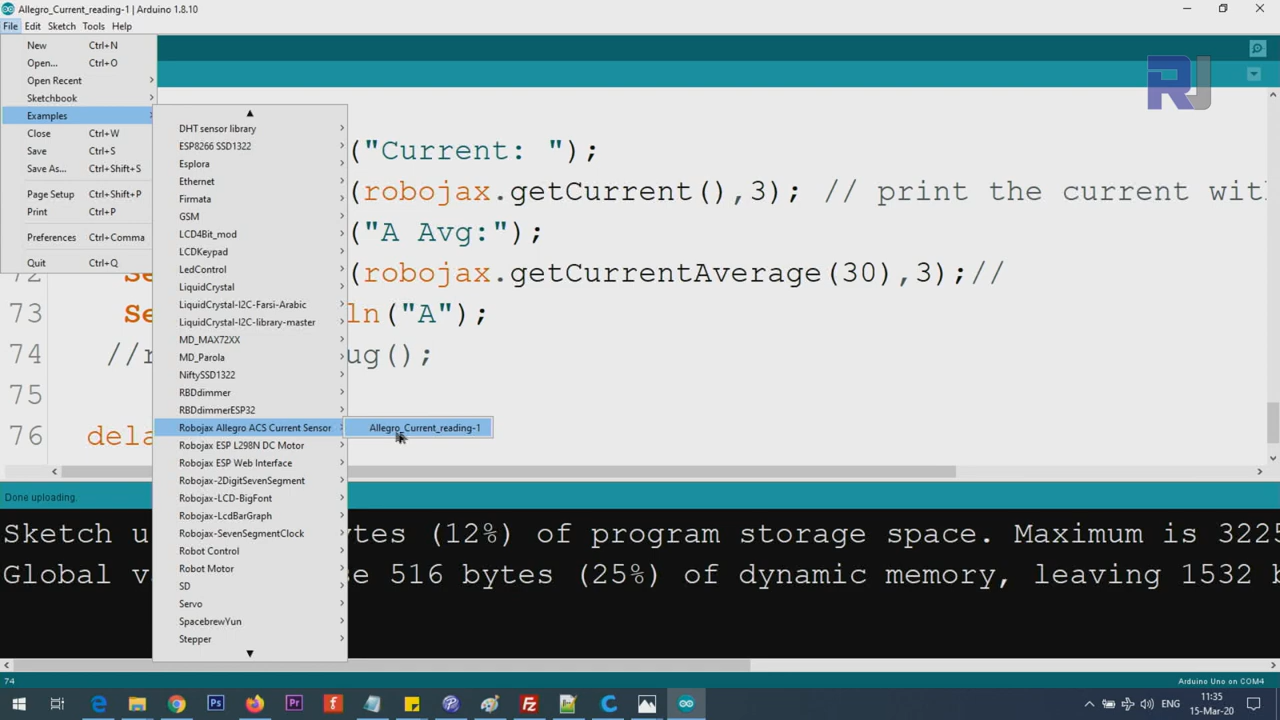 Allegro_Current_reading-1 | Arduino 1.8.10
File Edit Sketch Tools Help
New Ctrl+N
Open... Ctrl+O
Open Recent
Sketchbook
Examples
Close Ctrl+W
Save Ctrl+S
Save As... Ctrl+Shift+S
Page Setup Ctrl+Shift+P
Print Ctrl+P
Preferences Ctrl+Comma
Quit Ctrl+Q
DHT sensor library
ESP8266 SSD1322
Esplora
Ethernet
Firmata
GSM
LCD4Bit_mod
LCDKeypad
LedControl
LiquidCrystal
LiquidCrystal-I2C-Farsi-Arabic
LiquidCrystal-I2C-library-master
MD_MAX72XX
MD_Parola
NiftySSD1322
RBDdimmer
RBDdimmerESP32
Robojax Allegro ACS Current Sensor
Robojax ESP L298N DC Motor
Robojax ESP Web Interface
Robojax-2DigitSevenSegment
Robojax-LCD-BigFont
Robojax-LcdBarGraph
Robojax-SevenSegmentClock
Robot Control
Robot Motor
SD
Servo
SpacebrewYun
Stepper
Allegro_Current_reading-1
RJ
("Current: ");
(robojax.getCurrent(),3); // print the current with
("A Avg:");
72 Se (robojax.getCurrentAverage(30),3);//
73 Se ln("A");
74 //r ug();
75
76 dela
Done uploading.
Sketch u tes (12%) of program storage space. Maximum is 3225
Global va e 516 bytes (25%) of dynamic memory, leaving 1532 b
74 Arduino Uno on COM4
ENG
11:35
15-Mar-20